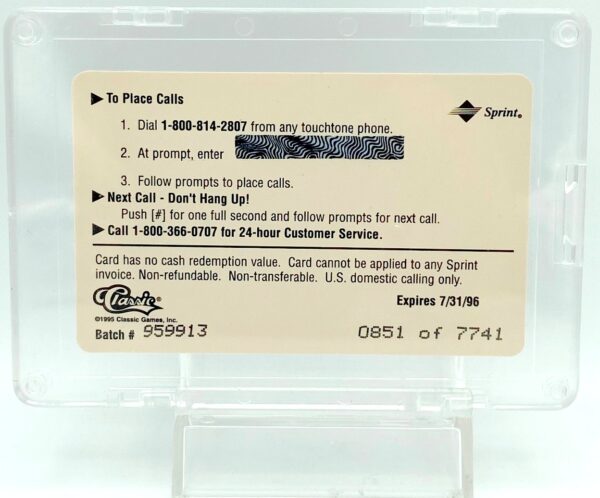 ▶ To Place Calls
Sprint®
1. Dial 1-800-814-2807 from any touchtone phone.
2. At prompt, enter
3. Follow prompts to place calls.
▶ Next Call - Don't Hang Up!
Push [#] for one full second and follow prompts for next call.
▶ Call 1-800-366-0707 for 24-hour Customer Service.
Card has no cash redemption value. Card cannot be applied to any Sprint
invoice. Non-refundable. Non-transferable. U.S. domestic calling only.
Classic®
Expires 7/31/96
©1995 Classic Games, Inc.
Batch # 959913
0851 of 7741